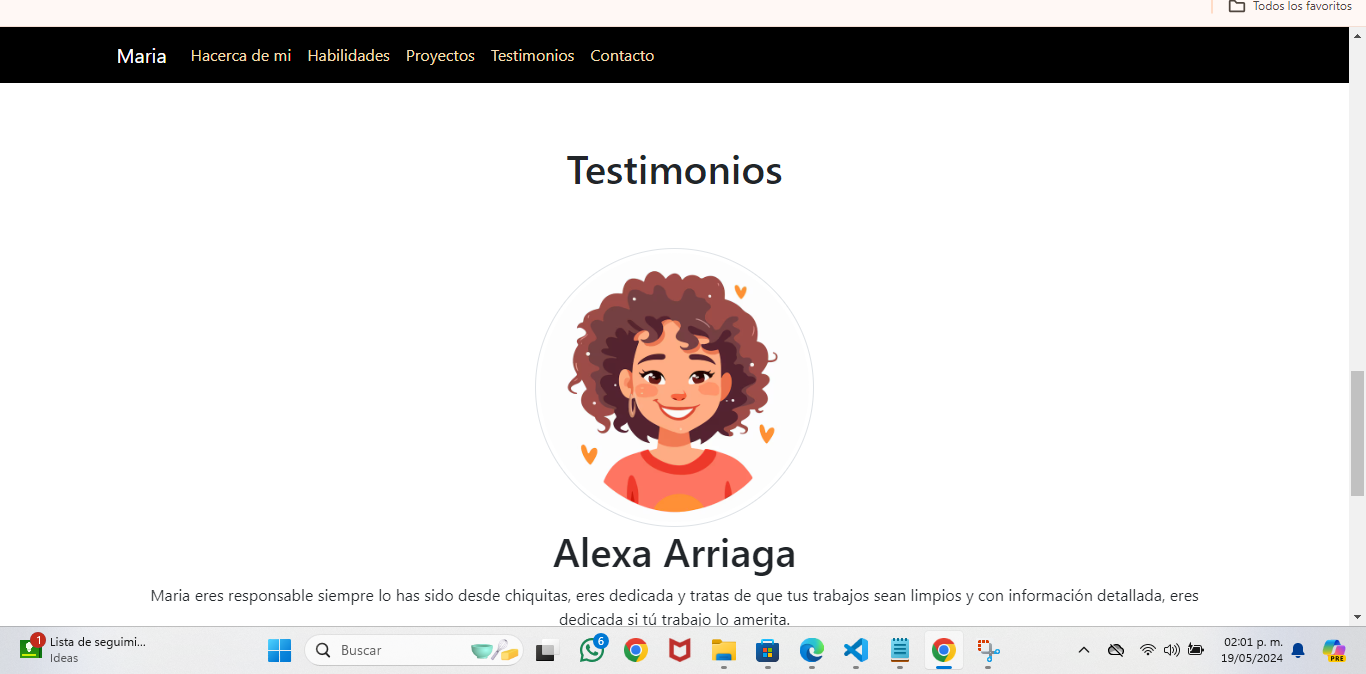 Todos los favoritos
Maria Hacerca de mi Habilidades Proyectos Testimonios Contacto
Testimonios
Alexa Arriaga
Maria eres responsable siempre lo has sido desde chiquitas, eres dedicada y tratas de que tus trabajos sean limpios y con información detallada, eres
dedicada si tú trabajo lo amerita.
1
Lista de seguimi...
Ideas
Buscar
6
02:01 p. m.
19/05/2024
PRE